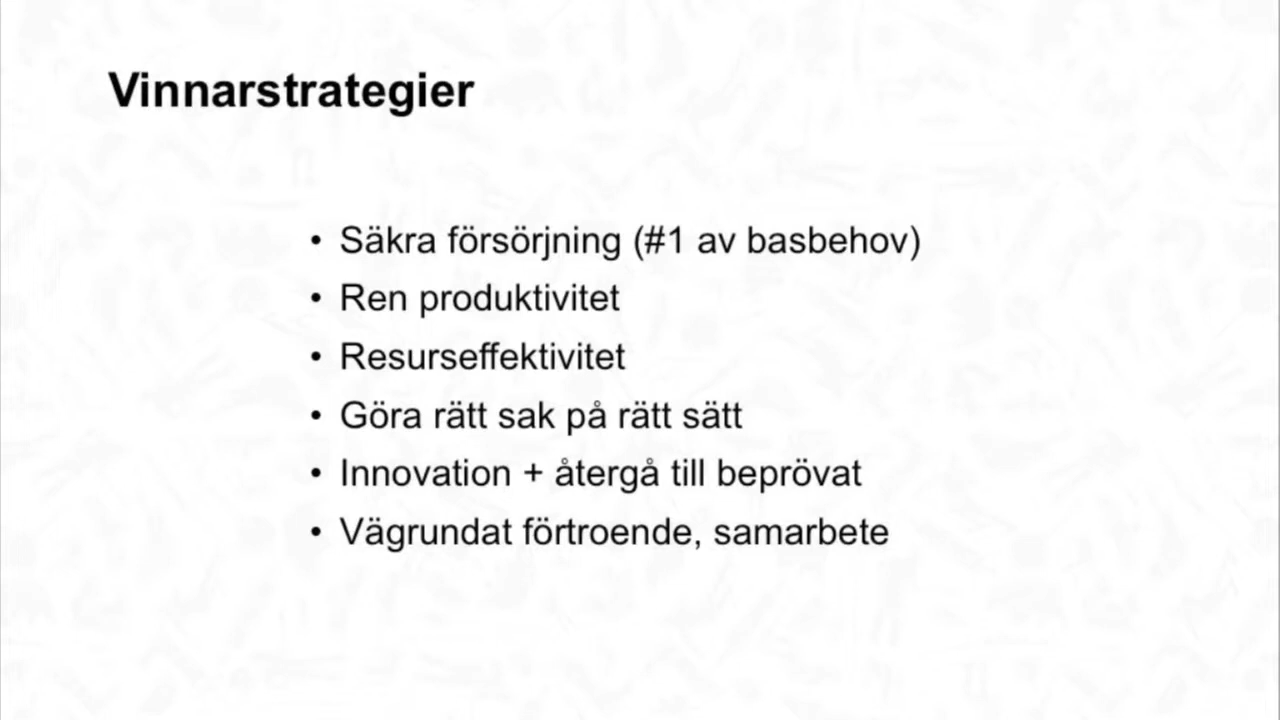 Vinnarstrategier
• Säkra försörjning (#1 av basbehov)
• Ren produktivitet
• Resurseffektivitet
• Göra rätt sak på rätt sätt
• Innovation + återgå till beprövat
• Vägrundat förtroende, samarbete